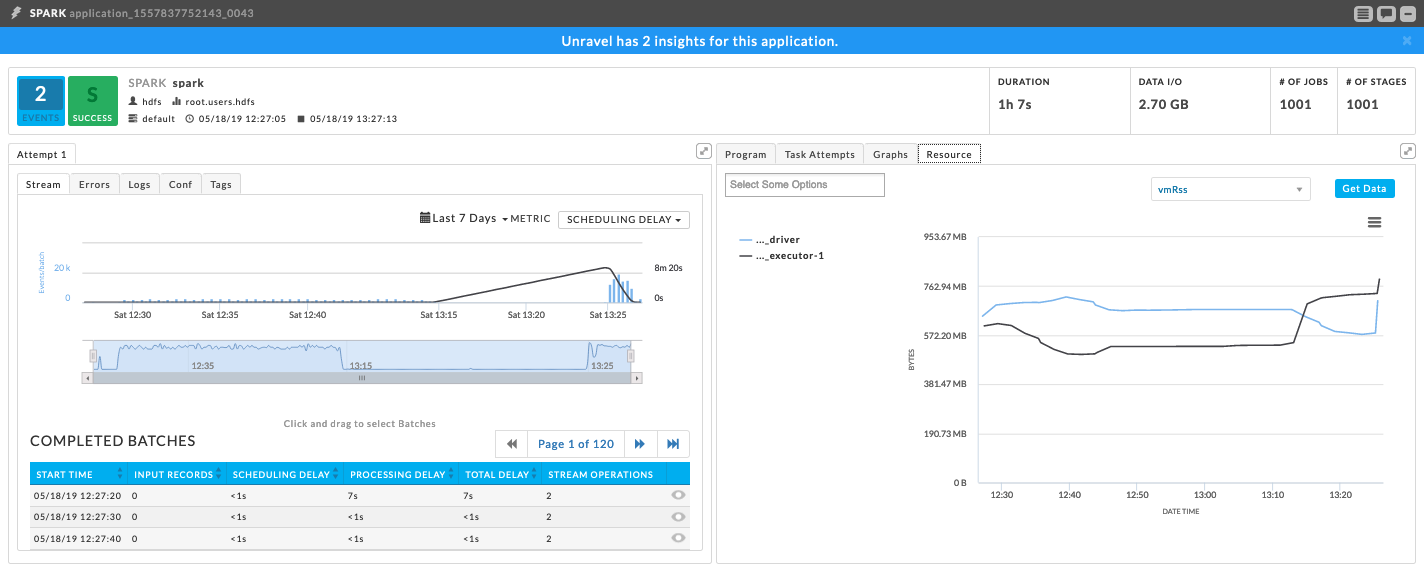 SPARK application_1557837752143_0043
Unravel has 2 insights for this application.
2
EVENTS
S
SUCCESS
SPARK spark
hdfs root.users.hdfs
default 05/18/19 12:27:05 05/18/19 13:27:13
DURATION
1h 7s
DATA I/O
2.70 GB
# OF JOBS
1001
# OF STAGES
1001
Attempt 1
Stream Errors Logs Conf Tags
Last 7 Days METRIC SCHEDULING DELAY
Events/batch
20 k
0
8m 20s
0s
Sat 12:30 Sat 12:35 Sat 12:40 Sat 13:15 Sat 13:20 Sat 13:25
12:35 13:15 13:25
Click and drag to select Batches
COMPLETED BATCHES
Page 1 of 120
START TIME INPUT RECORDS SCHEDULING DELAY PROCESSING DELAY TOTAL DELAY STREAM OPERATIONS
05/18/19 12:27:20 0 <1s 7s 7s 2
05/18/19 12:27:30 0 <1s <1s <1s 2
05/18/19 12:27:40 0 <1s <1s <1s 2
Program Task Attempts Graphs Resource
Select Some Options
vmRss
Get Data
..._driver
..._executor-1
953.67 MB
762.94 MB
572.20 MB
381.47 MB
190.73 MB
0 B
BYTES
12:30 12:40 12:50 13:00 13:10 13:20
DATE TIME